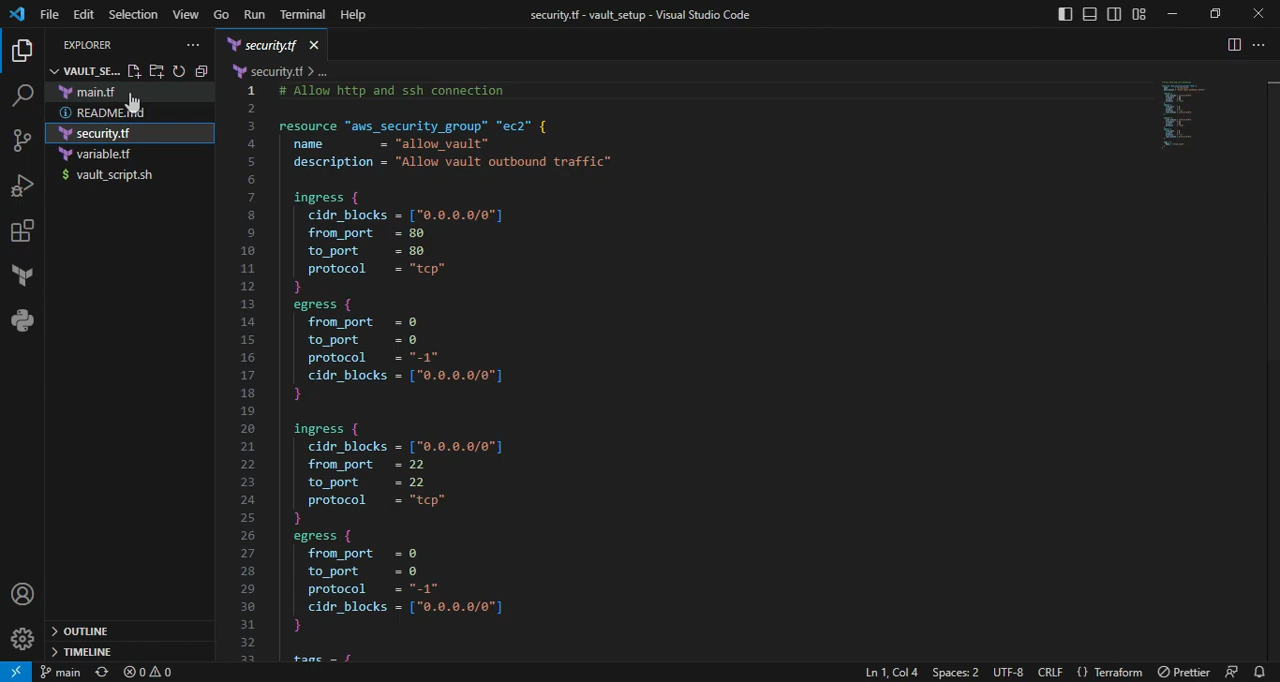 File Edit Selection View Go Run Terminal Help
security.tf - vault_setup - Visual Studio Code
EXPLORER
VAULT_SE...
main.tf
README.md
security.tf
variable.tf
vault_script.sh
OUTLINE
TIMELINE
security.tf
security.tf > ...
1 # Allow http and ssh connection
2
3 resource "aws_security_group" "ec2" {
4 name = "allow_vault"
5 description = "Allow vault outbound traffic"
6
7 ingress {
8 cidr_blocks = ["0.0.0.0/0"]
9 from_port = 80
10 to_port = 80
11 protocol = "tcp"
12 }
13 egress {
14 from_port = 0
15 to_port = 0
16 protocol = "-1"
17 cidr_blocks = ["0.0.0.0/0"]
18 }
19
20 ingress {
21 cidr_blocks = ["0.0.0.0/0"]
22 from_port = 22
23 to_port = 22
24 protocol = "tcp"
25 }
26 egress {
27 from_port = 0
28 to_port = 0
29 protocol = "-1"
30 cidr_blocks = ["0.0.0.0/0"]
31 }
32
33 tags = {
main 0 0 Ln 1, Col 4 Spaces: 2 UTF-8 CRLF {} Terraform Prettier